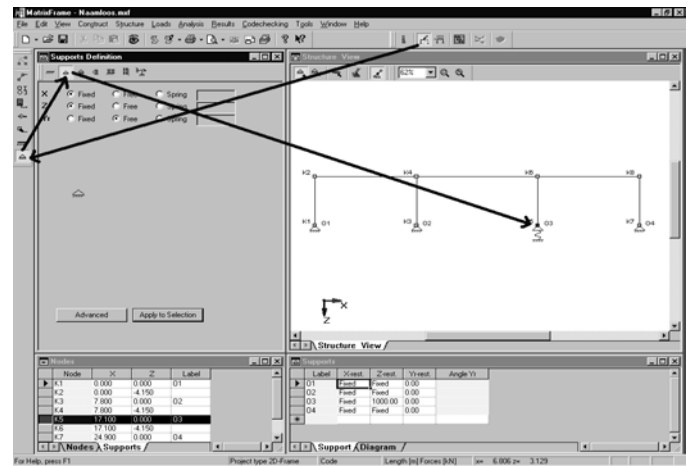 MatrixFrame - Naamloos.mxf
File Edit View Construct Structure Loads Analysis Results Codechecking Tools Window Help
Supports Definition
X Fixed Free Spring
Z Fixed Free Spring
Yr Fixed Free Spring
Advanced Apply to Selection
Structure View
62%
K2 K4 K6 K8
K1 O1 K3 O2 O3 K7 O4
X
Z
Structure View
Nodes
Node X Z Label
K1 0.000 0.000 O1
K2 0.000 -4.150
K3 7.800 0.000 O2
K4 7.800 -4.150
K5 17.100 0.000 O3
K6 17.100 -4.150
K7 24.900 0.000 O4
Nodes Supports
Supports
Label X-rest. Z-rest. Yr-rest. Angle Yr
O1 Fixed Fixed 0.00
O2 Fixed Fixed 0.00
O3 Fixed 1000.00 0.00
O4 Fixed Fixed 0.00
Support Diagram
For Help, press F1 Project type 2D-Frame Code Length [m] Forces [kN] x= 6.806 z= 3.129